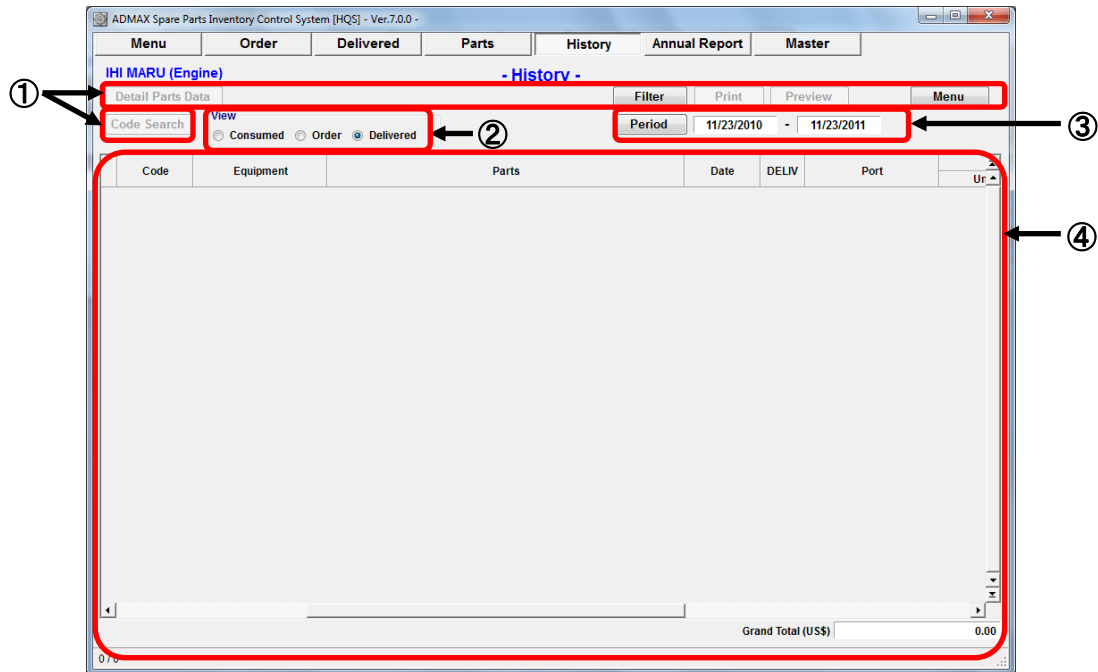 ADMAX Spare Parts Inventory Control System [HQS] - Ver.7.0.0 -
Menu Order Delivered Parts History Annual Report Master
IHI MARU (Engine) - History -
① Detail Parts Data Filter Print Preview Menu
Code Search View Consumed Order Delivered ② Period 11/23/2010 - 11/23/2011 ③
Code Equipment Parts Date DELIV Port
Ur
④
Grand Total (US$) 0.00
0 / 0